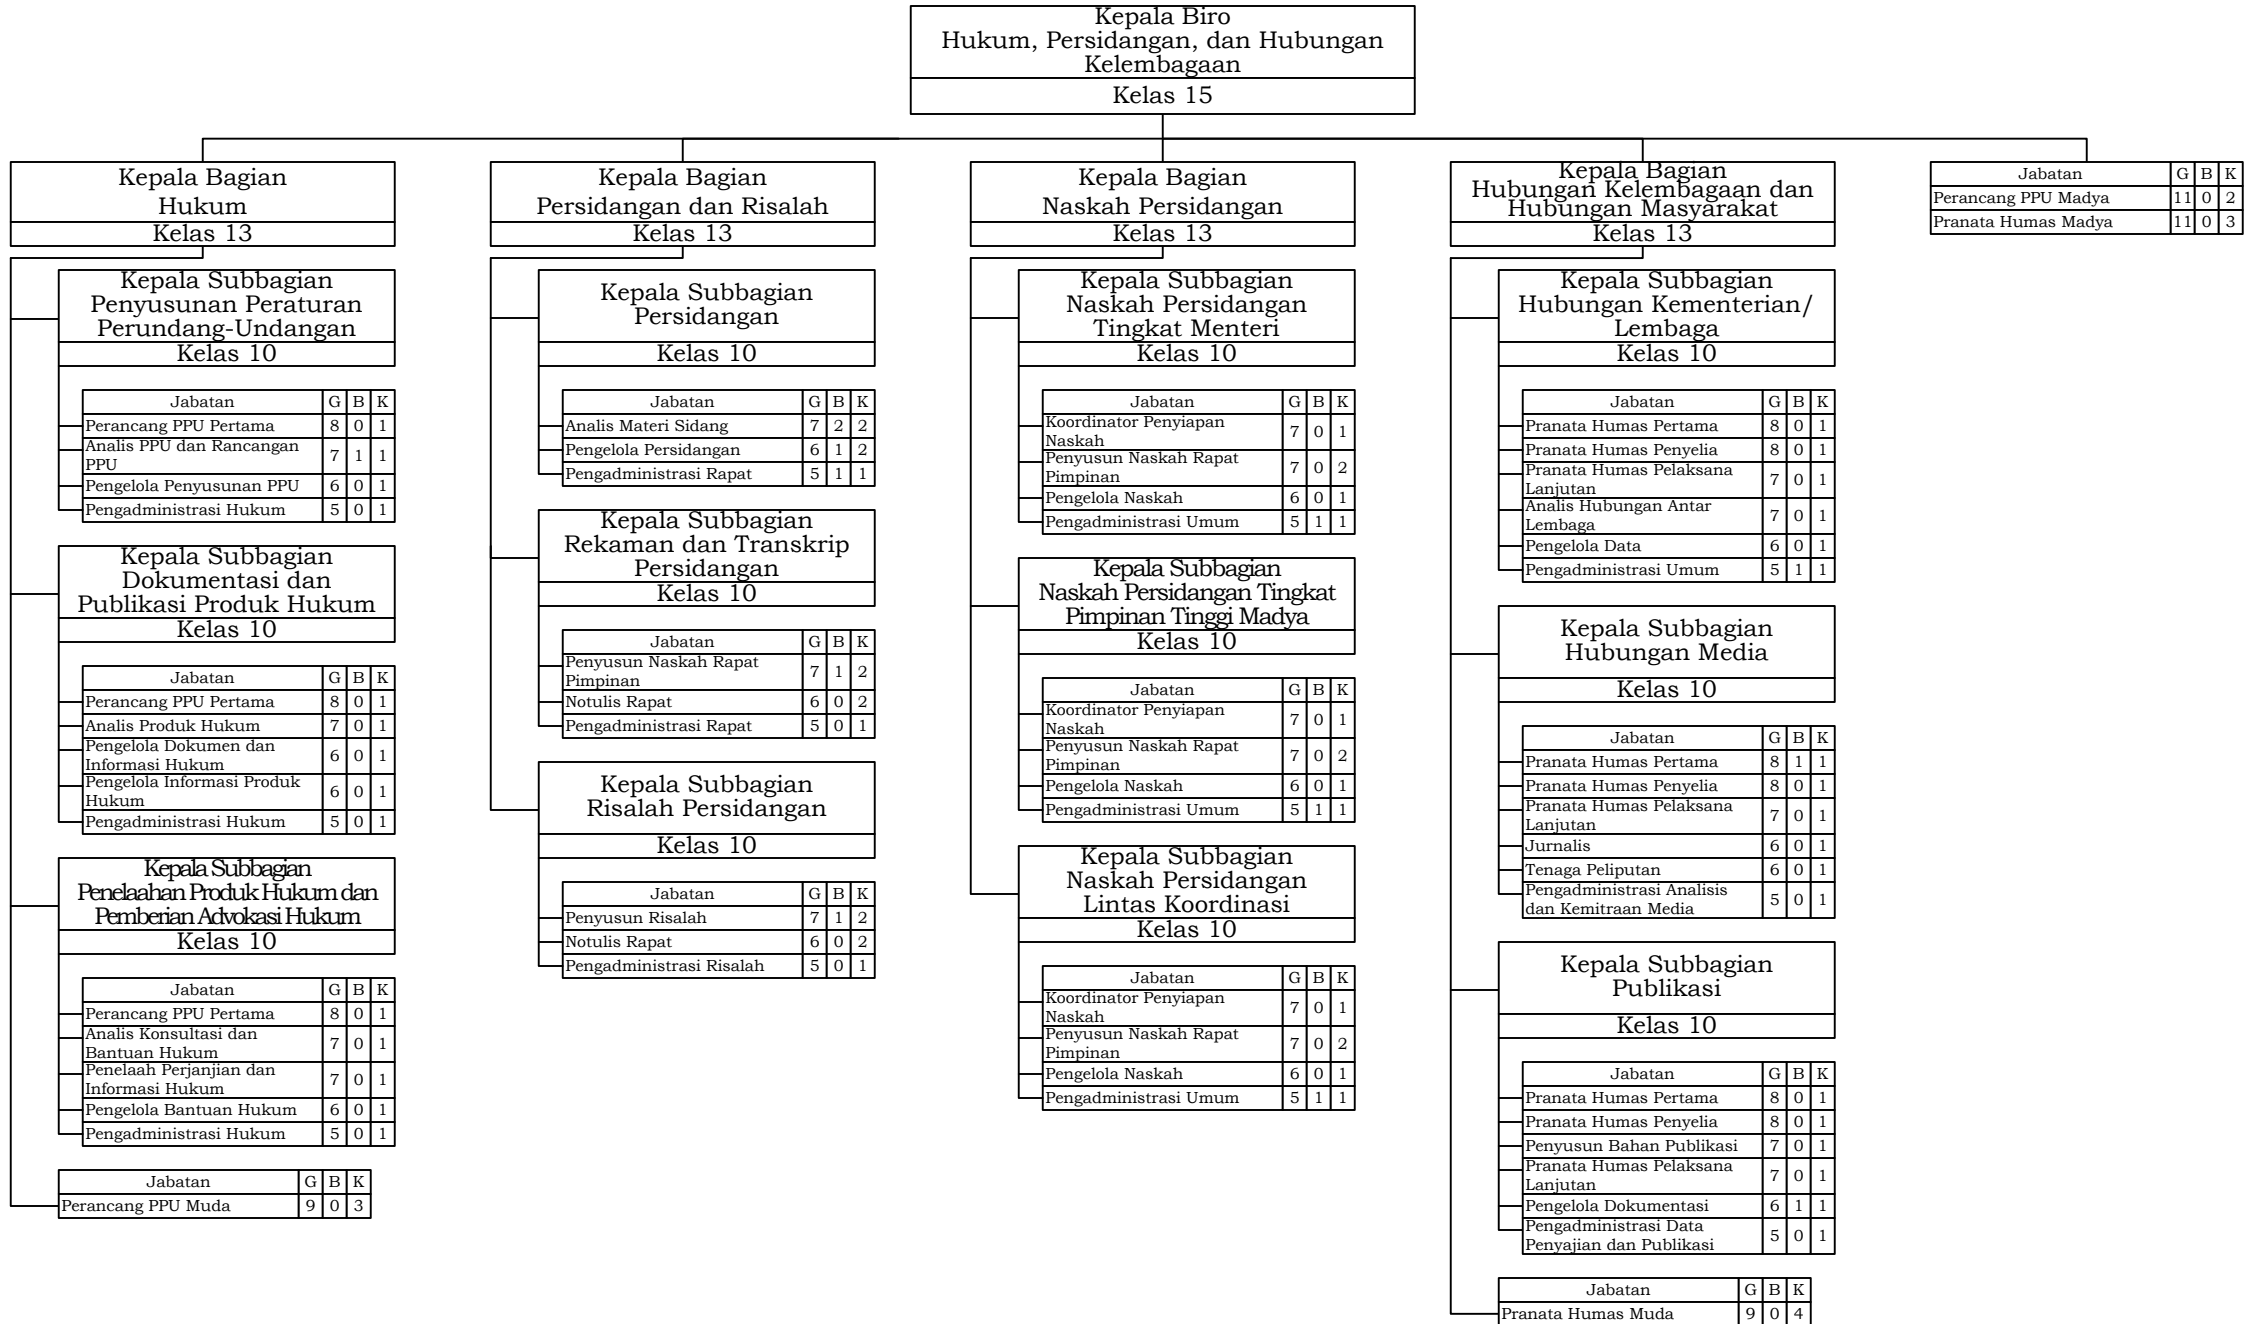 Kepala Biro
Hukum, Persidangan, dan Hubungan
Kelembagaan
Kelas 15
Kepala Bagian
Hukum
Kelas 13
Kepala Subbagian
Penyusunan Peraturan
Perundang-Undangan
Kelas 10
Jabatan G B K
Perancang PPU Pertama 8 0 1
Analis PPU dan Rancangan
PPU 7 1 1
Pengelola Penyusunan PPU 6 0 1
Pengadministrasi Hukum 5 0 1
Kepala Subbagian
Dokumentasi dan
Publikasi Produk Hukum
Kelas 10
Jabatan G B K
Perancang PPU Pertama 8 0 1
Analis Produk Hukum 7 0 1
Pengelola Dokumen dan
Informasi Hukum 6 0 1
Pengelola Informasi Produk
Hukum 6 0 1
Pengadministrasi Hukum 5 0 1
Kepala Subbagian
Penelaahan Produk Hukum dan
Pemberian Advokasi Hukum
Kelas 10
Jabatan G B K
Perancang PPU Pertama 8 0 1
Analis Konsultasi dan
Bantuan Hukum 7 0 1
Penelaah Perjanjian dan
Informasi Hukum 7 0 1
Pengelola Bantuan Hukum 6 0 1
Pengadministrasi Hukum 5 0 1
Jabatan G B K
Perancang PPU Muda 9 0 3
Kepala Bagian
Persidangan dan Risalah
Kelas 13
Kepala Subbagian
Persidangan
Kelas 10
Jabatan G B K
Analis Materi Sidang 7 2 2
Pengelola Persidangan 6 1 2
Pengadministrasi Rapat 5 1 1
Kepala Subbagian
Rekaman dan Transkrip
Persidangan
Kelas 10
Jabatan G B K
Penyusun Naskah Rapat
Pimpinan 7 1 2
Notulis Rapat 6 0 2
Pengadministrasi Rapat 5 0 1
Kepala Subbagian
Risalah Persidangan
Kelas 10
Jabatan G B K
Penyusun Risalah 7 1 2
Notulis Rapat 6 0 2
Pengadministrasi Risalah 5 0 1
Kepala Bagian
Naskah Persidangan
Kelas 13
Kepala Subbagian
Naskah Persidangan
Tingkat Menteri
Kelas 10
Jabatan G B K
Koordinator Penyiapan
Naskah 7 0 1
Penyusun Naskah Rapat
Pimpinan 7 0 2
Pengelola Naskah 6 0 1
Pengadministrasi Umum 5 1 1
Kepala Subbagian
Naskah Persidangan Tingkat
Pimpinan Tinggi Madya
Kelas 10
Jabatan G B K
Koordinator Penyiapan
Naskah 7 0 1
Penyusun Naskah Rapat
Pimpinan 7 0 2
Pengelola Naskah 6 0 1
Pengadministrasi Umum 5 1 1
Kepala Subbagian
Naskah Persidangan
Lintas Koordinasi
Kelas 10
Jabatan G B K
Koordinator Penyiapan
Naskah 7 0 1
Penyusun Naskah Rapat
Pimpinan 7 0 2
Pengelola Naskah 6 0 1
Pengadministrasi Umum 5 1 1
Kepala Bagian
Hubungan Kelembagaan dan
Hubungan Masyarakat
Kelas 13
Kepala Subbagian
Hubungan Kementerian/
Lembaga
Kelas 10
Jabatan G B K
Pranata Humas Pertama 8 0 1
Pranata Humas Penyelia 8 0 1
Pranata Humas Pelaksana
Lanjutan 7 0 1
Analis Hubungan Antar
Lembaga 7 0 1
Pengelola Data 6 0 1
Pengadministrasi Umum 5 1 1
Kepala Subbagian
Hubungan Media
Kelas 10
Jabatan G B K
Pranata Humas Pertama 8 1 1
Pranata Humas Penyelia 8 0 1
Pranata Humas Pelaksana
Lanjutan 7 0 1
Jurnalis 6 0 1
Tenaga Peliputan 6 0 1
Pengadministrasi Analisis
dan Kemitraan Media 5 0 1
Kepala Subbagian
Publikasi
Kelas 10
Jabatan G B K
Pranata Humas Pertama 8 0 1
Pranata Humas Penyelia 8 0 1
Penyusun Bahan Publikasi 7 0 1
Pranata Humas Pelaksana
Lanjutan 7 0 1
Pengelola Dokumentasi 6 1 1
Pengadministrasi Data
Penyajian dan Publikasi 5 0 1
Jabatan G B K
Pranata Humas Muda 9 0 4
Jabatan G B K
Perancang PPU Madya 11 0 2
Pranata Humas Madya 11 0 3